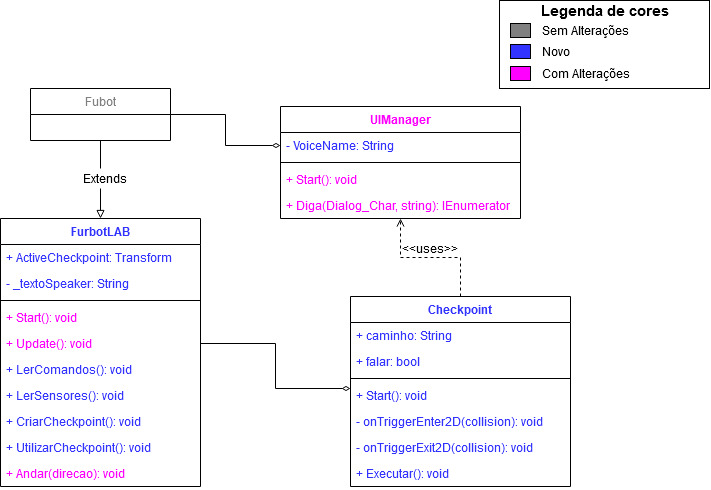 Legenda de cores
Sem Alterações
Novo
Com Alterações
Fubot
Extends
UIManager
- VoiceName: String
+ Start(): void
+ Diga(Dialog_Char, string): IEnumerator
<<uses>>
FurbotLAB
+ ActiveCheckpoint: Transform
- _textoSpeaker: String
+ Start(): void
+ Update(): void
+ LerComandos(): void
+ LerSensores(): void
+ CriarCheckpoint(): void
+ UtilizarCheckpoint(): void
+ Andar(direcao): void
Checkpoint
+ caminho: String
+ falar: bool
+ Start(): void
- onTriggerEnter2D(collision): void
- onTriggerExit2D(collision): void
+ Executar(): void